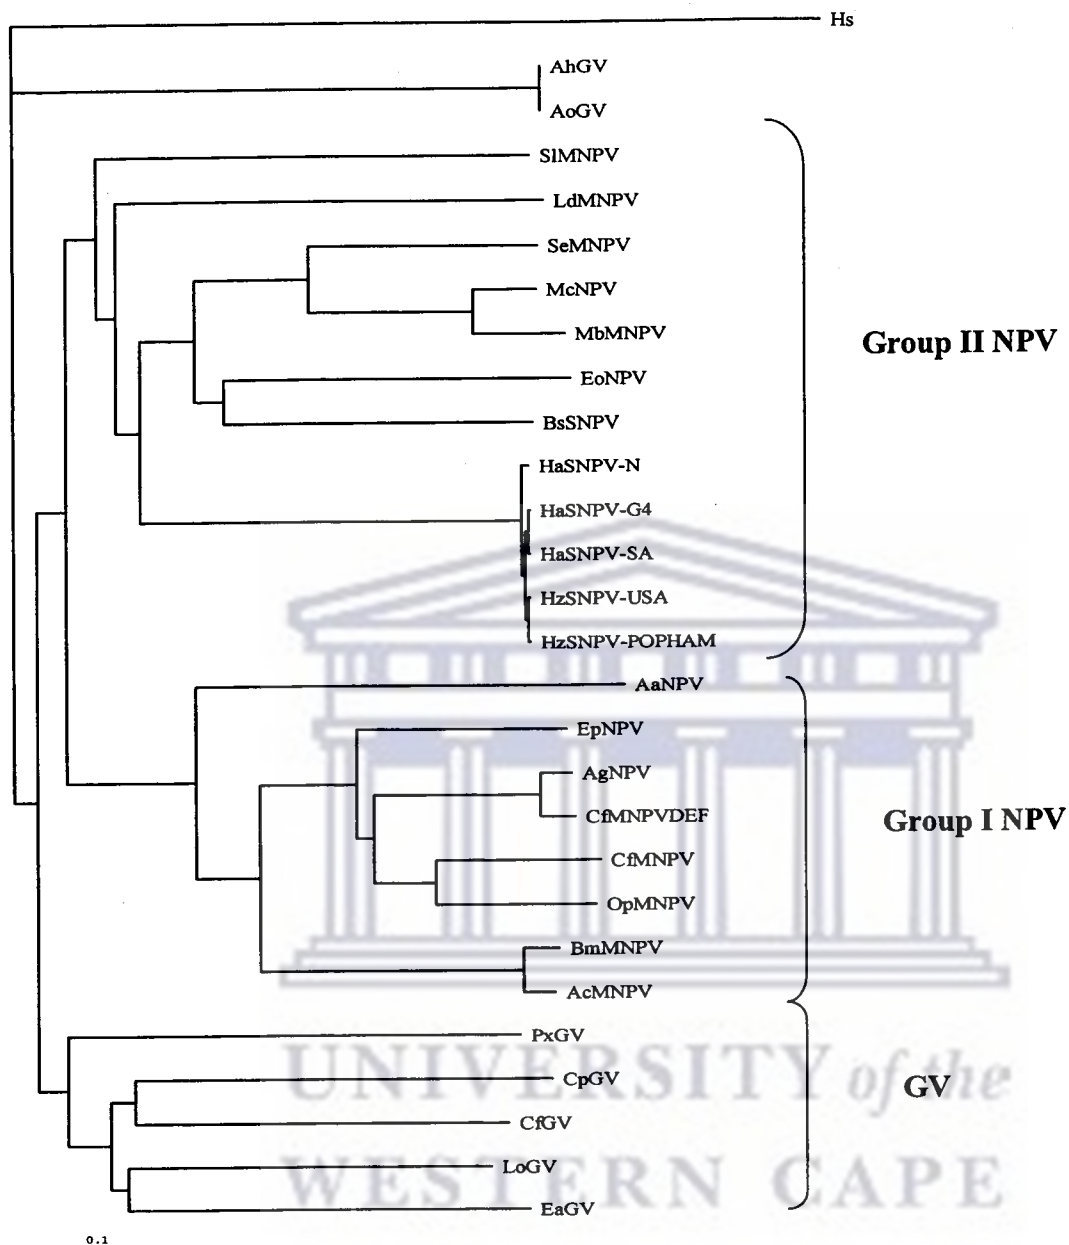 Hs
AhGV
AoGV
SlMNPV
LdMNPV
SeMNPV
McNPV
MbMNPV
Group II NPV
EoNPV
BsSNPV
HaSNPV-N
HaSNPV-G4
HaSNPV-SA
HzSNPV-USA
HzSNPV-POPHAM
AaNPV
EpNPV
AgNPV
CfMNPVDEF
Group I NPV
CfMNPV
OpMNPV
BmMNPV
AcMNPV
PxGV
UNIVERSITY of the
CpGV
GV
CfGV
LoGV
WESTERN CAPE
EaGV
0.1